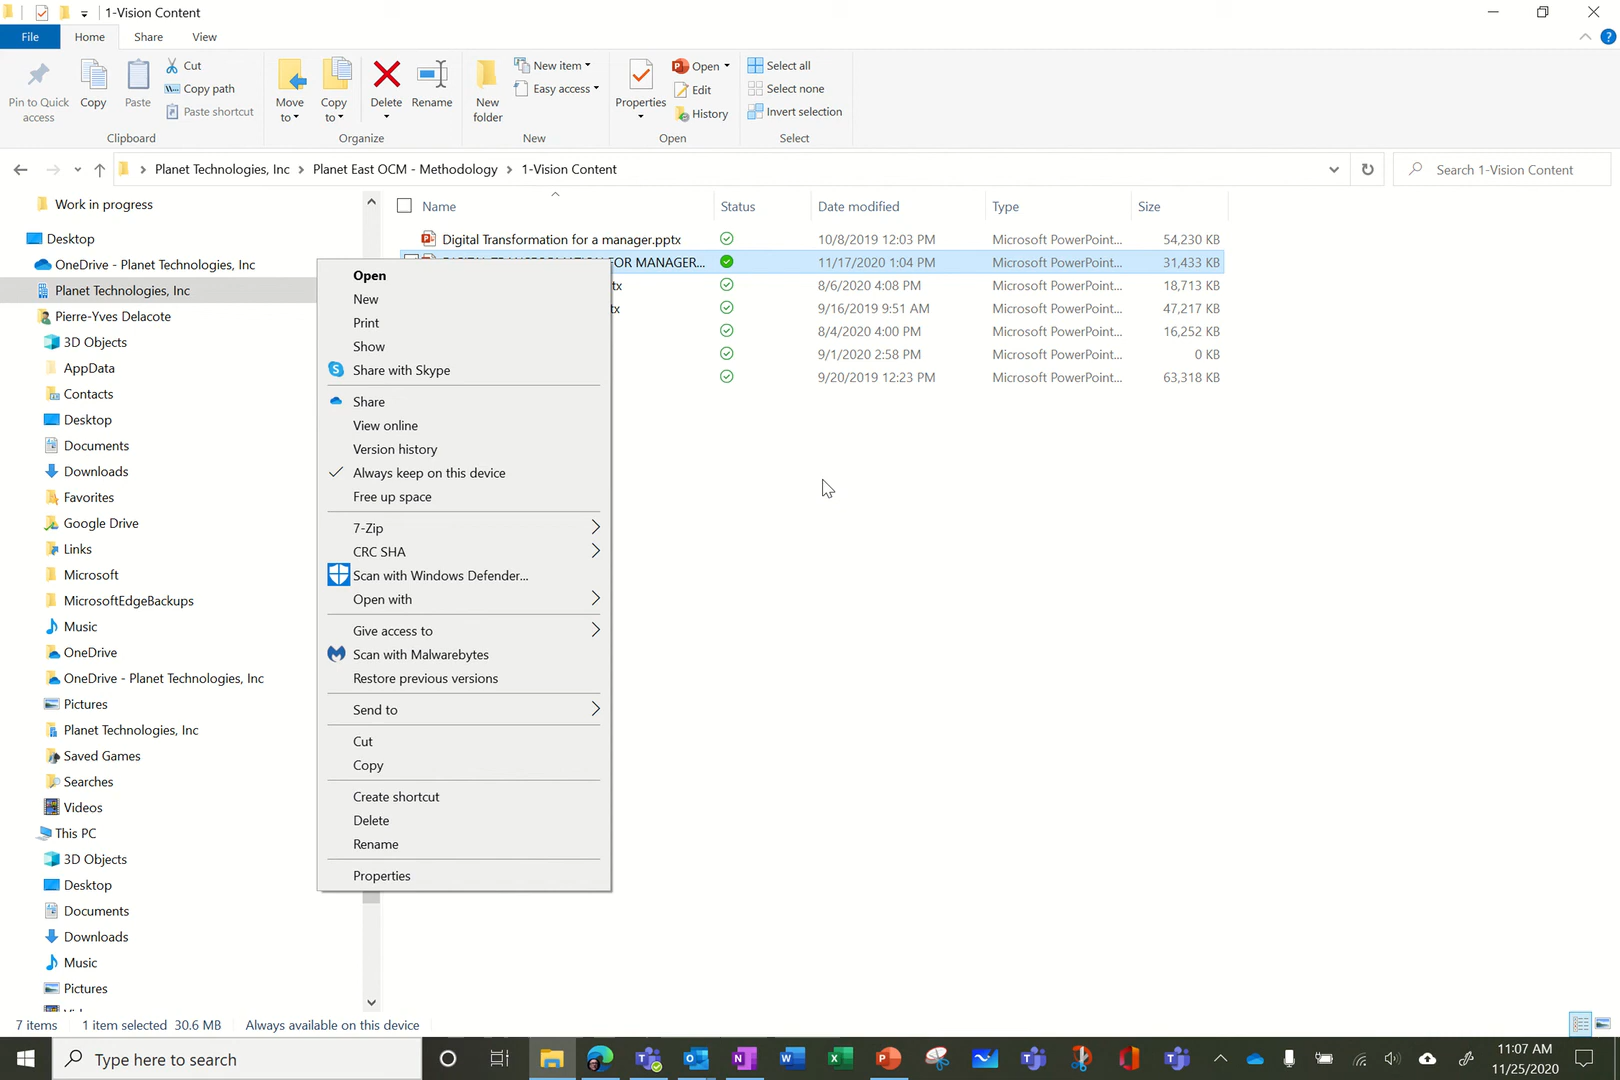 1-Vision Content
File Home Share View
Pin to Quick access
Copy
Paste
Cut
Copy path
Paste shortcut
Clipboard
Move to
Copy to
Delete
Rename
Organize
New folder
New item
Easy access
New
Properties
Open
Edit
History
Open
Select all
Select none
Invert selection
Select
Planet Technologies, Inc > Planet East OCM - Methodology > 1-Vision Content
Search 1-Vision Content
Work in progress
Desktop
OneDrive - Planet Technologies, Inc
Planet Technologies, Inc
Pierre-Yves Delacote
3D Objects
AppData
Contacts
Desktop
Documents
Downloads
Favorites
Google Drive
Links
Microsoft
MicrosoftEdgeBackups
Music
OneDrive
OneDrive - Planet Technologies, Inc
Pictures
Planet Technologies, Inc
Saved Games
Searches
Videos
This PC
3D Objects
Desktop
Documents
Downloads
Music
Pictures
Name Status Date modified Type Size
Digital Transformation for a manager.pptx 10/8/2019 12:03 PM Microsoft PowerPoint... 54,230 KB
OR MANAGER... 11/17/2020 1:04 PM Microsoft PowerPoint... 31,433 KB
tx 8/6/2020 4:08 PM Microsoft PowerPoint... 18,713 KB
tx 9/16/2019 9:51 AM Microsoft PowerPoint... 47,217 KB
8/4/2020 4:00 PM Microsoft PowerPoint... 16,252 KB
9/1/2020 2:58 PM Microsoft PowerPoint... 0 KB
9/20/2019 12:23 PM Microsoft PowerPoint... 63,318 KB
Open
New
Print
Show
Share with Skype
Share
View online
Version history
Always keep on this device
Free up space
7-Zip
CRC SHA
Scan with Windows Defender...
Open with
Give access to
Scan with Malwarebytes
Restore previous versions
Send to
Cut
Copy
Create shortcut
Delete
Rename
Properties
7 items 1 item selected 30.6 MB Always available on this device
Type here to search
11:07 AM
11/25/2020